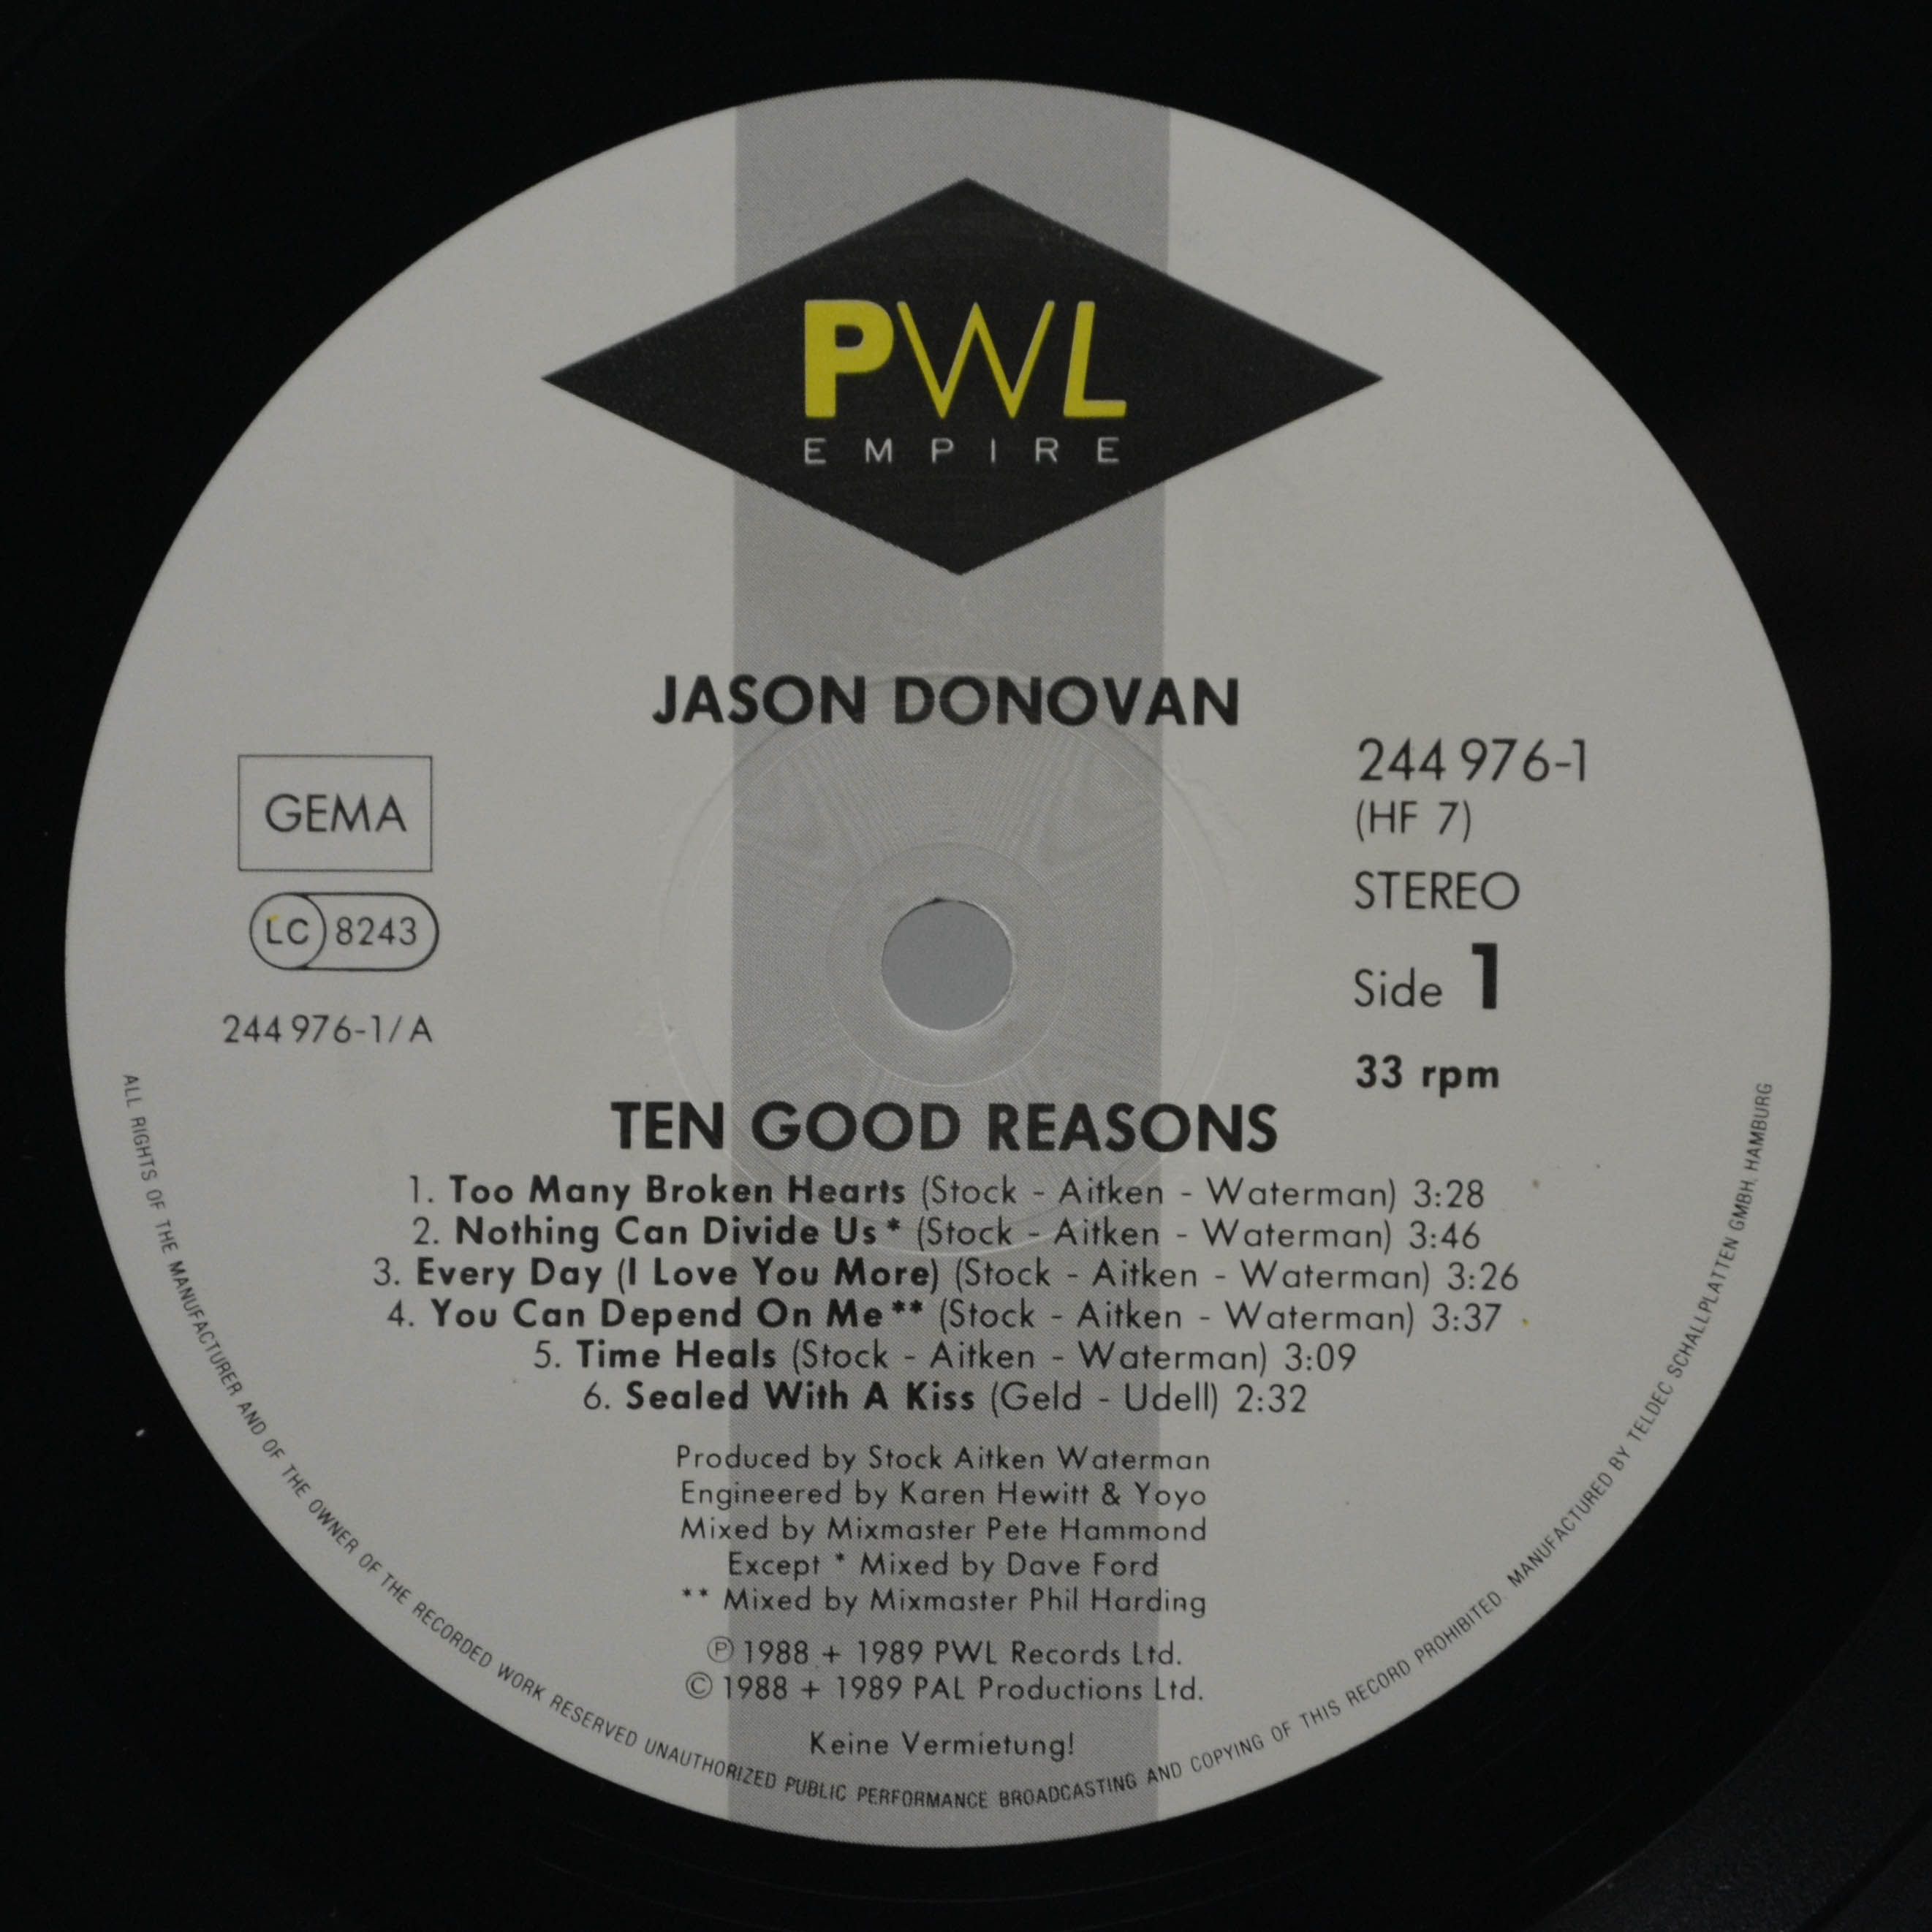 PWL
EMPIRE
JASON DONOVAN
GEMA
LC 8243
244 976-1/A
244 976-1
(HF 7)
STEREO
Side 1
33 rpm
TEN GOOD REASONS
1. Too Many Broken Hearts (Stock - Aitken - Waterman) 3:28
2. Nothing Can Divide Us* (Stock - Aitken - Waterman) 3:46
3. Every Day (I Love You More) (Stock - Aitken - Waterman) 3:26
4. You Can Depend On Me** (Stock - Aitken - Waterman) 3:37
5. Time Heals (Stock - Aitken - Waterman) 3:09
6. Sealed With A Kiss (Geld - Udell) 2:32
Produced by Stock Aitken Waterman
Engineered by Karen Hewitt & Yoyo
Mixed by Mixmaster Pete Hammond
Except * Mixed by Dave Ford
** Mixed by Mixmaster Phil Harding
Ⓟ 1988 + 1989 PWL Records Ltd.
© 1988 + 1989 PAL Productions Ltd.
Keine Vermietung!
ALL RIGHTS OF THE MANUFACTURER AND OF THE OWNER OF THE RECORDED WORK RESERVED UNAUTHORIZED PUBLIC PERFORMANCE BROADCASTING AND COPYING OF THIS RECORD PROHIBITED. MANUFACTURED BY TELDEC SCHALLPLATTEN GMBH, HAMBURG